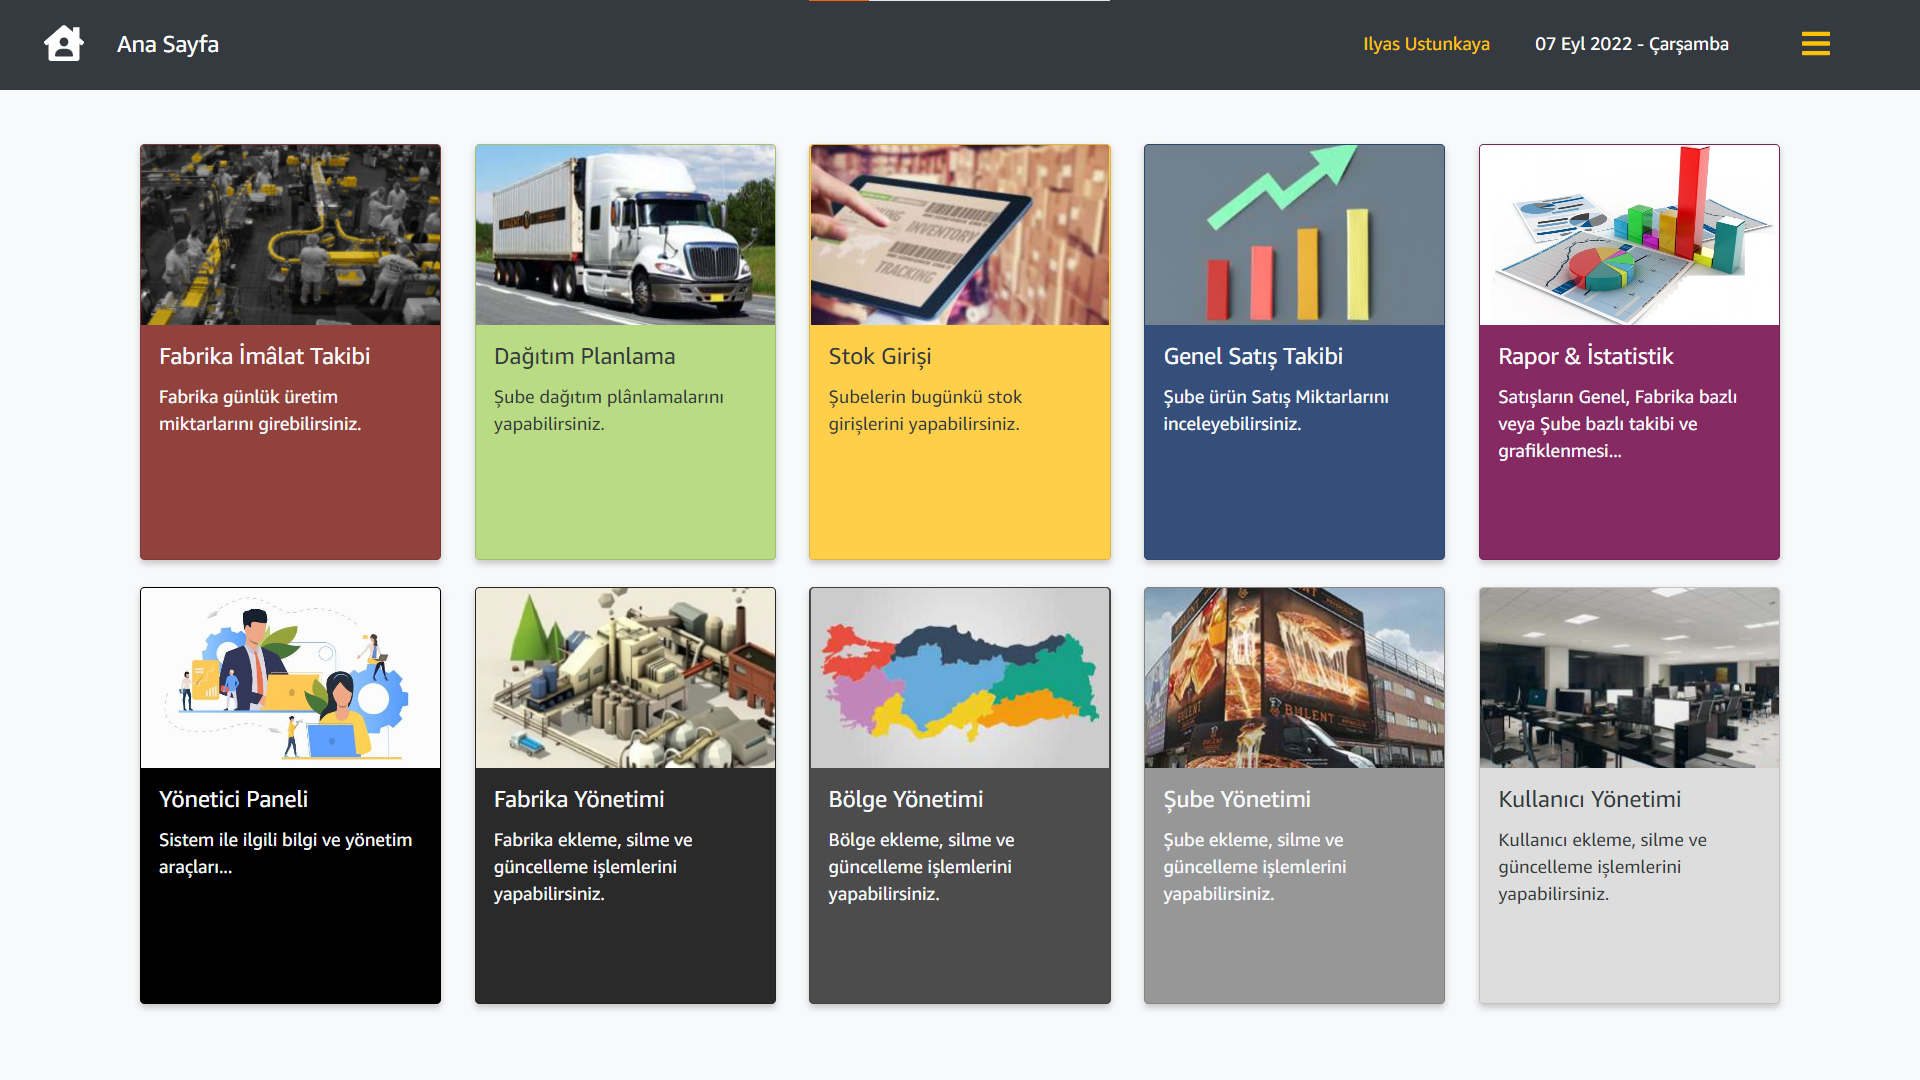 Ana Sayfa
Ilyas Ustunkaya
07 Eyl 2022 - Çarşamba
INVENTORY
TRACKING
Fabrika İmâlat Takibi
Fabrika günlük üretim
miktarlarını girebilirsiniz.
Dağıtım Planlama
Şube dağıtım plânlamalarını
yapabilirsiniz.
Stok Girişi
Şubelerin bugünkü stok
girişlerini yapabilirsiniz.
Genel Satış Takibi
Şube ürün Satış Miktarlarını
inceleyebilirsiniz.
Rapor & İstatistik
Satışların Genel, Fabrika bazlı
veya Şube bazlı takibi ve
grafiklenmesi...
BÜLENT
Yönetici Paneli
Sistem ile ilgili bilgi ve yönetim
araçları...
Fabrika Yönetimi
Fabrika ekleme, silme ve
güncelleme işlemlerini
yapabilirsiniz.
Bölge Yönetimi
Bölge ekleme, silme ve
güncelleme işlemlerini
yapabilirsiniz.
Şube Yönetimi
Şube ekleme, silme ve
güncelleme işlemlerini
yapabilirsiniz.
Kullanıcı Yönetimi
Kullanıcı ekleme, silme ve
güncelleme işlemlerini
yapabilirsiniz.